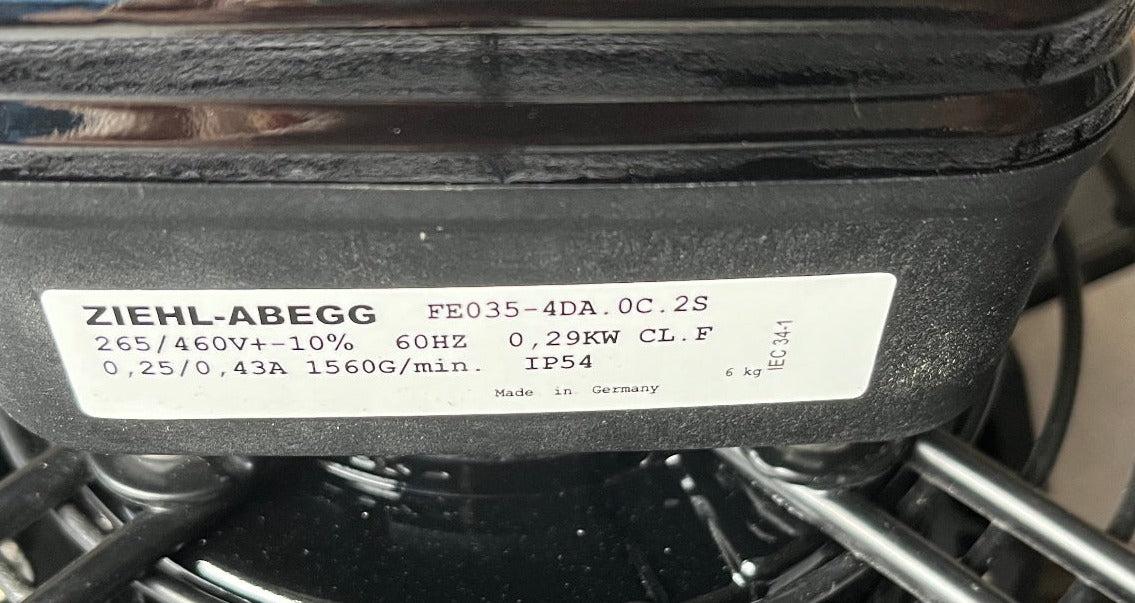 ZIEHL-ABEGG FE035-4DA.0C.2S
265/460V+-10% 60HZ 0,29KW CL.F
0,25/0,43A 1560G/min. IP54
6 kg
IEC 34-1
Made in Germany